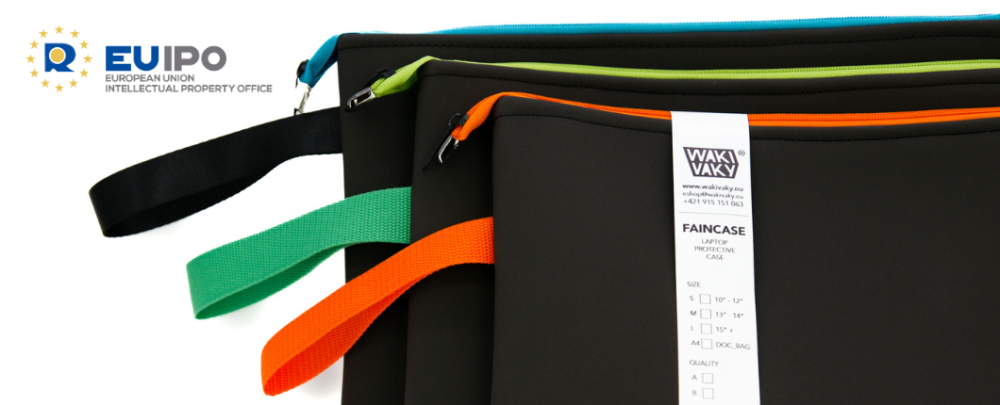 EUIPO
EUROPEAN UNION
INTELLECTUAL PROPERTY OFFICE
WAKI®
VAKY
www.wakivaky.eu
eshop@wakivaky.eu
+421 915 151 063
FAINCASE
LAPTOP
PROTECTIVE
CASE
SIZE
S 10" - 12"
M 13" - 14"
L 15" +
A4 DOC_BAG
QUALITY
A
B